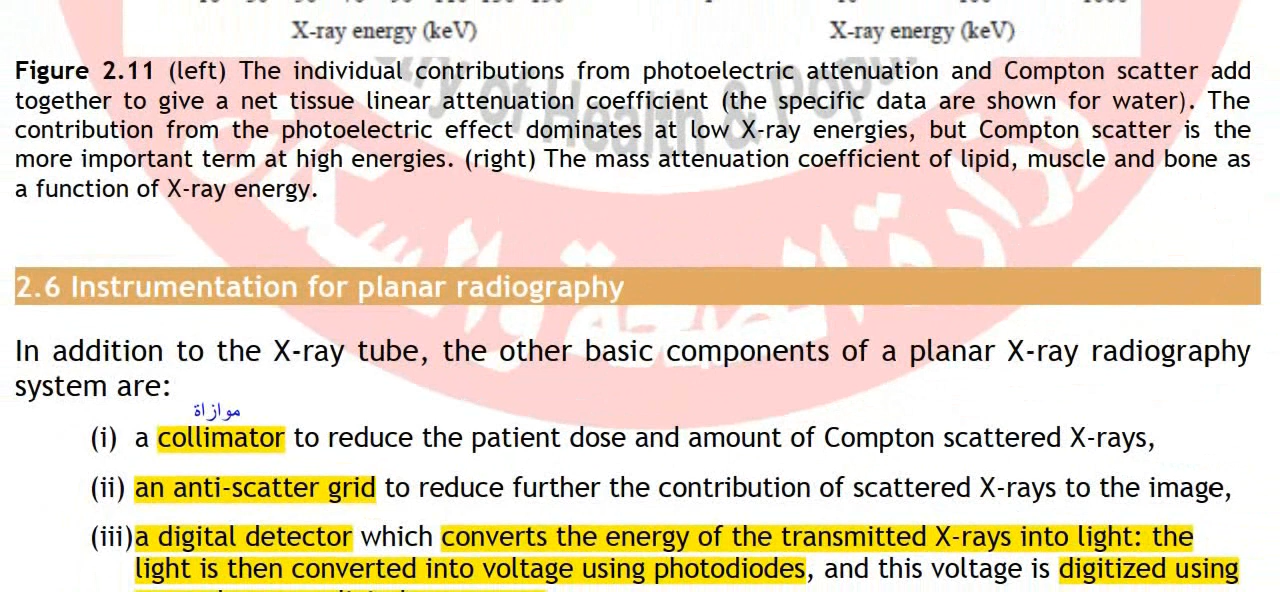 X-ray energy (keV) X-ray energy (keV)
Figure 2.11 (left) The individual contributions from photoelectric attenuation and Compton scatter add
together to give a net tissue linear attenuation coefficient (the specific data are shown for water). The
contribution from the photoelectric effect dominates at low X-ray energies, but Compton scatter is the
more important term at high energies. (right) The mass attenuation coefficient of lipid, muscle and bone as
a function of X-ray energy.
2.6 Instrumentation for planar radiography
In addition to the X-ray tube, the other basic components of a planar X-ray radiography
system are:
موازاة
(i) a collimator to reduce the patient dose and amount of Compton scattered X-rays,
(ii) an anti-scatter grid to reduce further the contribution of scattered X-rays to the image,
(iii) a digital detector which converts the energy of the transmitted X-rays into light: the
light is then converted into voltage using photodiodes, and this voltage is digitized using